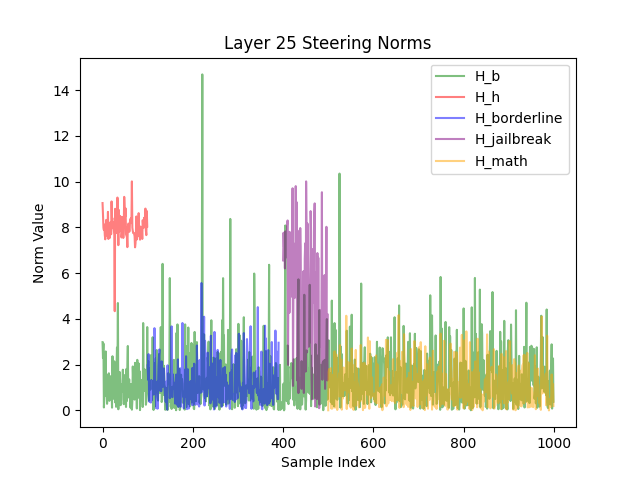 Layer 25 Steering Norms
Norm Value
14
12
10
8
6
4
2
0
H_b
H_h
H_borderline
H_jailbreak
H_math
0
200
400
600
800
1000
Sample Index